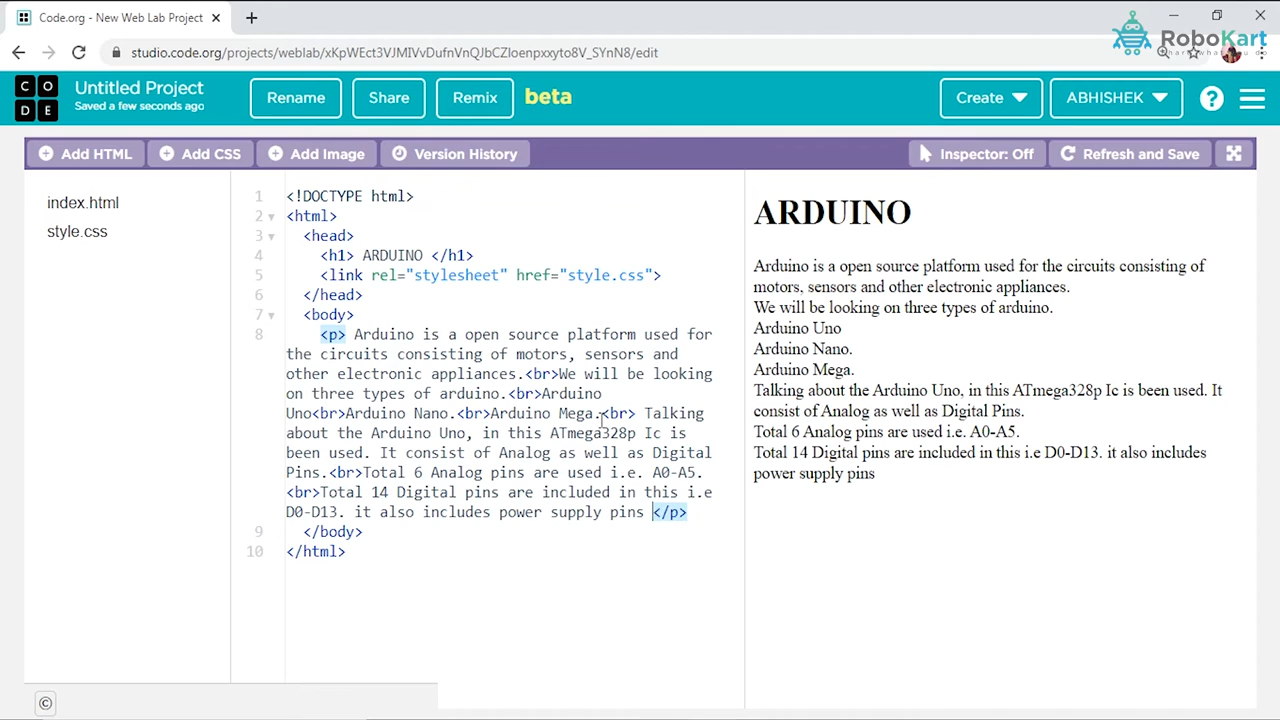 Code.org - New Web Lab Project
RoboKart
studio.code.org/projects/weblab/xKpWEct3VJMIVVDufnVnQJbCZloenpxxyto8V_SYnN8/edit
CODE
Untitled Project
Saved a few seconds ago
Rename
Share
Remix
beta
Create
ABHISHEK
?
Add HTML
Add CSS
Add Image
Version History
Inspector: Off
Refresh and Save
index.html
style.css
1 <!DOCTYPE html>
2 <html>
3 <head>
4 <h1> ARDUINO </h1>
5 <link rel="stylesheet" href="style.css">
6 </head>
7 <body>
8 <p> Arduino is a open source platform used for
the circuits consisting of motors, sensors and
other electronic appliances.<br>We will be looking
on three types of arduino.<br>Arduino
Uno<br>Arduino Nano.<br>Arduino Mega.<br> Talking
about the Arduino Uno, in this ATmega328p Ic is
been used. It consist of Analog as well as Digital
Pins.<br>Total 6 Analog pins are used i.e. A0-A5.
<br>Total 14 Digital pins are included in this i.e
D0-D13. it also includes power supply pins </p>
9 </body>
10 </html>
ARDUINO
Arduino is a open source platform used for the circuits consisting of
motors, sensors and other electronic appliances.
We will be looking on three types of arduino.
Arduino Uno
Arduino Nano.
Arduino Mega.
Talking about the Arduino Uno, in this ATmega328p Ic is been used. It
consist of Analog as well as Digital Pins.
Total 6 Analog pins are used i.e. A0-A5.
Total 14 Digital pins are included in this i.e D0-D13. it also includes
power supply pins
©